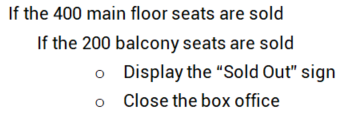 If the 400 main floor seats are sold
If the 200 balcony seats are sold
○ Display the “Sold Out” sign
○ Close the box office